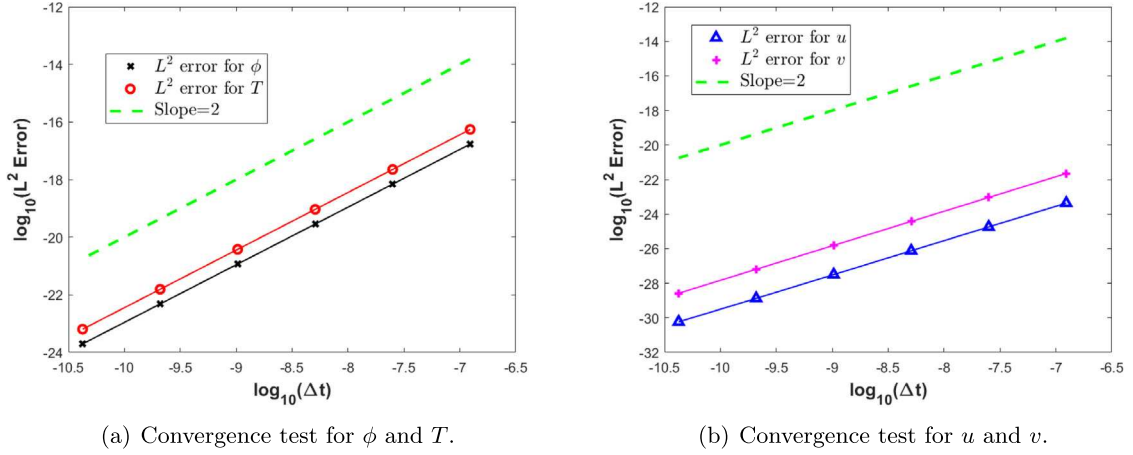 -12
-14
-16
-18
-20
-22
-24
log₁₀(L² Error)
L² error for ϕ
L² error for T
Slope=2
-10.5 -10 -9.5 -9 -8.5 -8 -7.5 -7 -6.5
log₁₀(Δt)
(a) Convergence test for ϕ and T.
-12
-14
-16
-18
-20
-22
-24
-26
-28
-30
-32
log₁₀(L² Error)
L² error for u
L² error for v
Slope=2
-10.5 -10 -9.5 -9 -8.5 -8 -7.5 -7 -6.5
log₁₀(Δt)
(b) Convergence test for u and v.